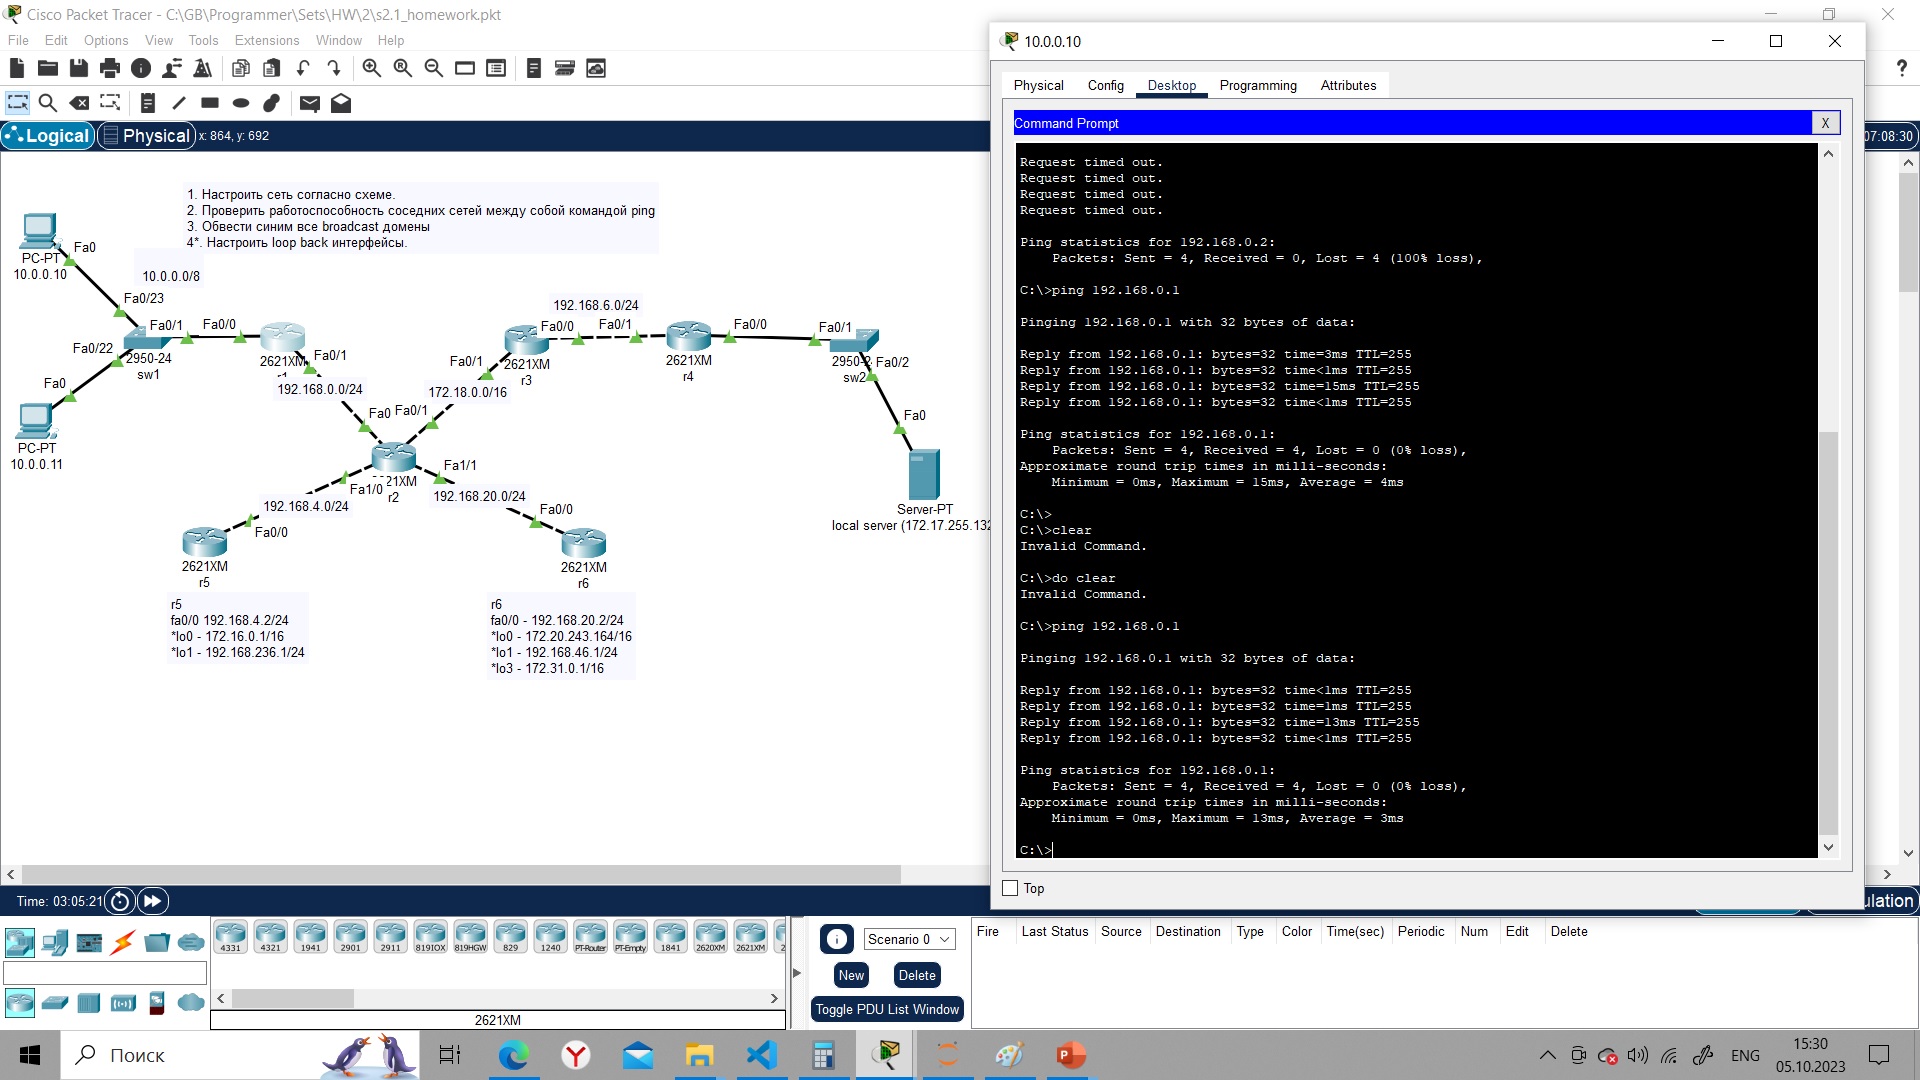 Cisco Packet Tracer - C:\GB\Programmer\Sets\HW\2\s2.1_homework.pkt
File Edit Options View Tools Extensions Window Help
?
Logical Physical x: 864, y: 692
07:08:30
1. Настроить сеть согласно схеме.
2. Проверить работоспособность соседних сетей между собой командой ping
3. Обвести синим все broadcast домены
4*. Настроить loop back интерфейсы.
Fa0
PC-PT
10.0.0.10
10.0.0.0/8
Fa0/23
Fa0/1
Fa0/0
Fa0/22
2950-24
sw1
Fa0
PC-PT
10.0.0.11
2621XM
r1
Fa0/1
192.168.0.0/24
192.168.6.0/24
Fa0/0
Fa0/1
Fa0/1
2621XM
r3
172.18.0.0/16
2621XM
r4
Fa0/0
Fa0/1
2950-2
sw2
Fa0/2
Fa0
Server-PT
local server (172.17.255.132
Fa0
Fa0/1
Fa1/1
21XM
r2
Fa1/0
192.168.4.0/24
192.168.20.0/24
Fa0/0
Fa0/0
2621XM
r5
2621XM
r6
r5
fa0/0 192.168.4.2/24
*lo0 - 172.16.0.1/16
*lo1 - 192.168.236.1/24
r6
fa0/0 - 192.168.20.2/24
*lo0 - 172.20.243.164/16
*lo1 - 192.168.46.1/24
*lo3 - 172.31.0.1/16
10.0.0.10
Physical Config Desktop Programming Attributes
Command Prompt
X
Request timed out.
Request timed out.
Request timed out.
Request timed out.
Ping statistics for 192.168.0.2:
Packets: Sent = 4, Received = 0, Lost = 4 (100% loss),
C:\>ping 192.168.0.1
Pinging 192.168.0.1 with 32 bytes of data:
Reply from 192.168.0.1: bytes=32 time=3ms TTL=255
Reply from 192.168.0.1: bytes=32 time<1ms TTL=255
Reply from 192.168.0.1: bytes=32 time=15ms TTL=255
Reply from 192.168.0.1: bytes=32 time<1ms TTL=255
Ping statistics for 192.168.0.1:
Packets: Sent = 4, Received = 4, Lost = 0 (0% loss),
Approximate round trip times in milli-seconds:
Minimum = 0ms, Maximum = 15ms, Average = 4ms
C:\>
C:\>clear
Invalid Command.
C:\>do clear
Invalid Command.
C:\>ping 192.168.0.1
Pinging 192.168.0.1 with 32 bytes of data:
Reply from 192.168.0.1: bytes=32 time<1ms TTL=255
Reply from 192.168.0.1: bytes=32 time=1ms TTL=255
Reply from 192.168.0.1: bytes=32 time=13ms TTL=255
Reply from 192.168.0.1: bytes=32 time<1ms TTL=255
Ping statistics for 192.168.0.1:
Packets: Sent = 4, Received = 4, Lost = 0 (0% loss),
Approximate round trip times in milli-seconds:
Minimum = 0ms, Maximum = 13ms, Average = 3ms
C:\>
Top
Time: 03:05:21
ulation
4331 4321 1941 2901 2911 819IOX 819HGW 829 1240 PT-Router PT-Empty 1841 2620XM 2621XM 2
2621XM
Scenario 0
New Delete
Toggle PDU List Window
Fire Last Status Source Destination Type Color Time(sec) Periodic Num Edit Delete
Поиск
ENG
15:30
05.10.2023